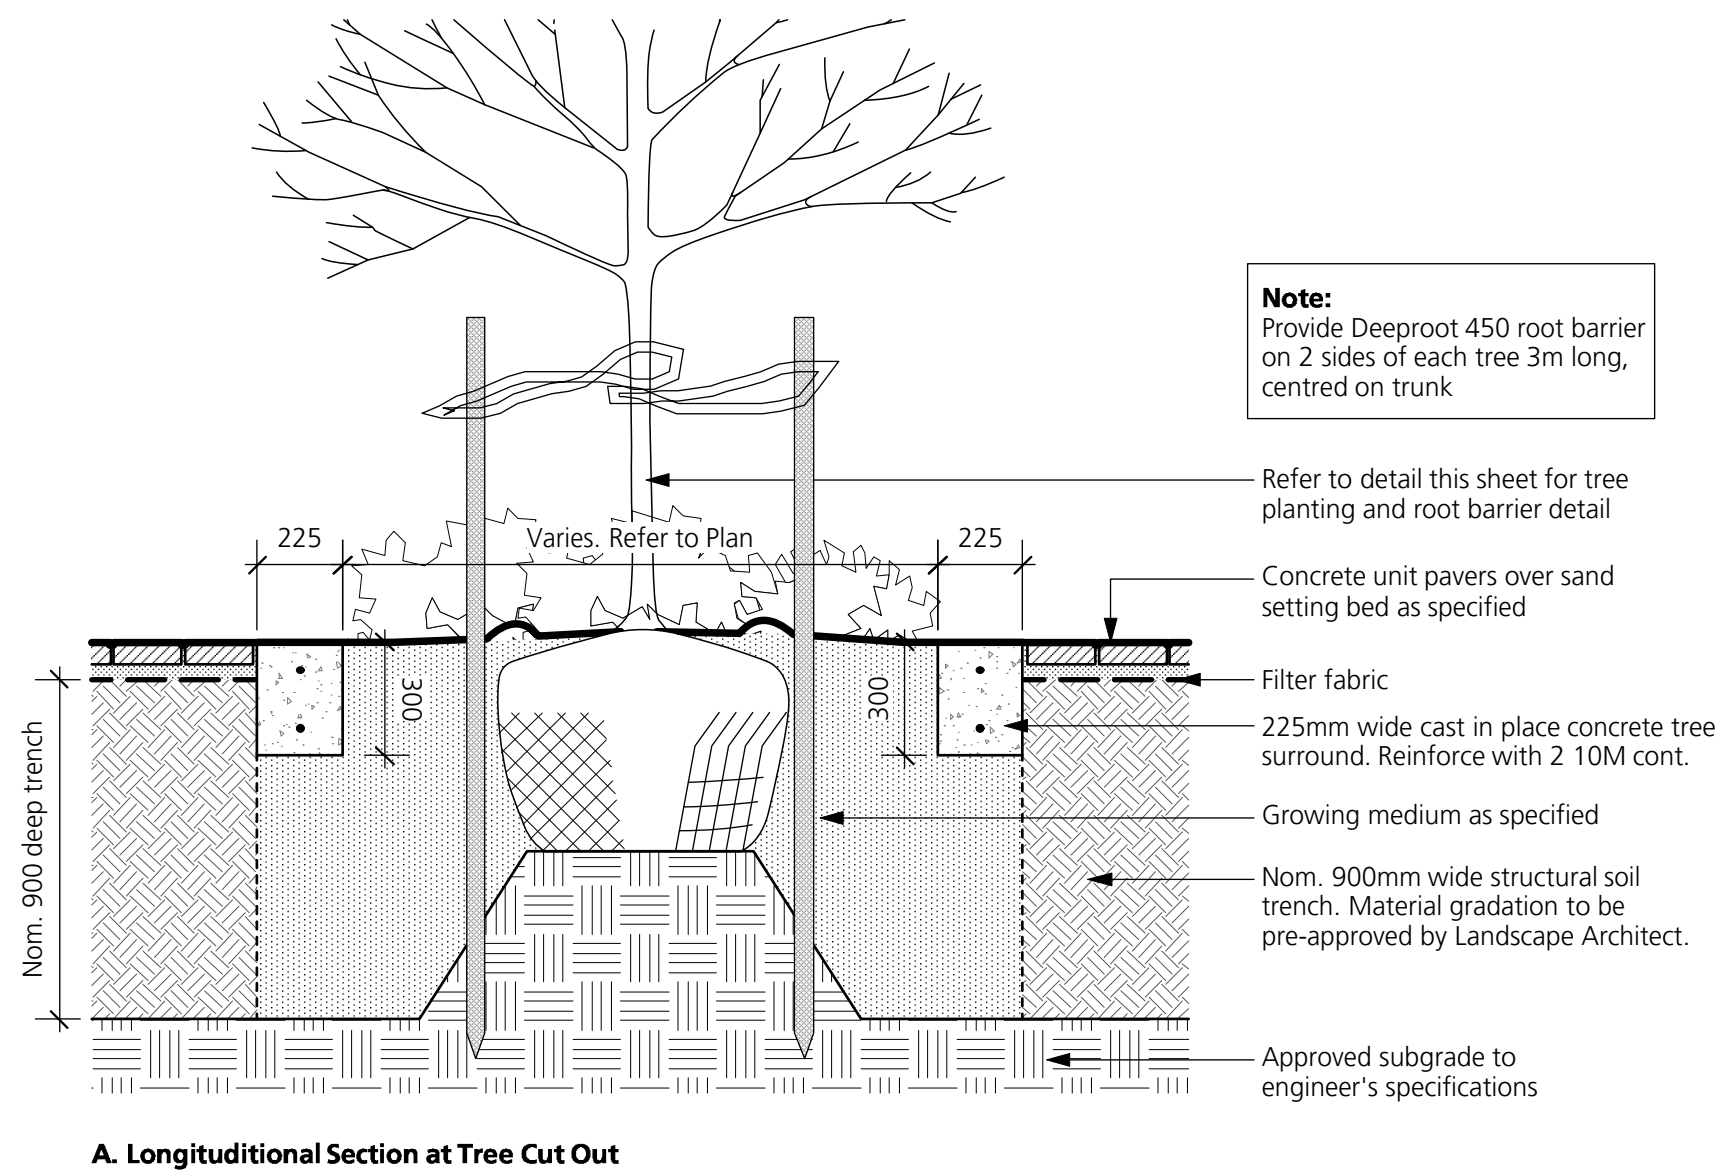 Note:
Provide Deeproot 450 root barrier
on 2 sides of each tree 3m long,
centred on trunk
Refer to detail this sheet for tree
planting and root barrier detail
225
Varies. Refer to Plan
225
Concrete unit pavers over sand
setting bed as specified
Filter fabric
300
300
225mm wide cast in place concrete tree
surround. Reinforce with 2 10M cont.
Nom. 900 deep trench
Growing medium as specified
Nom. 900mm wide structural soil
trench. Material gradation to be
pre-approved by Landscape Architect.
Approved subgrade to
engineer's specifications
A. Longituditional Section at Tree Cut Out